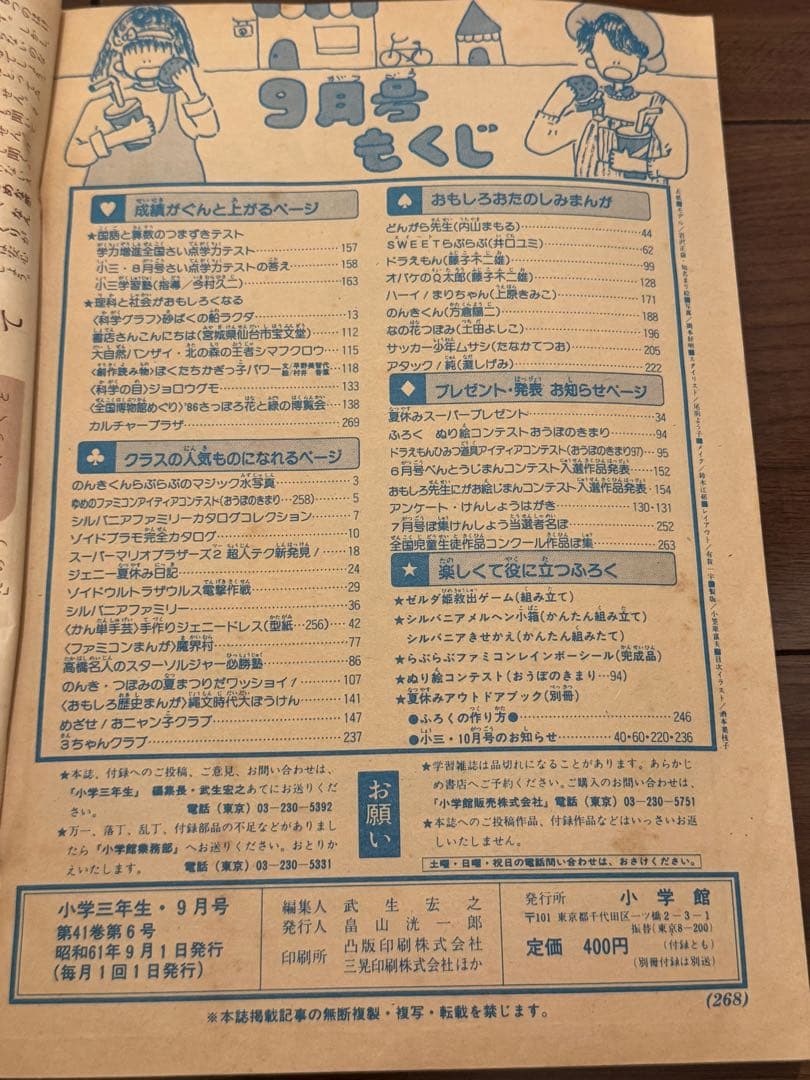 9月号
もくじ
♥ 成績がぐんと上がるページ
★国語と算数のつまずきテスト
学力増進全国さい点学力テスト……157
小三・8月号さい点学力テストの答え……158
小三学習塾(指導/今村久二)……163
★理科と社会がおもしろくなる
〈科学グラフ〉砂ばくの船ラクダ……13
書店さんこんにちは(宮城県仙台市宝文堂)……112
大自然バンザイ・北の森の王者シマフクロウ……115
〈創作読み物〉ぼくたちかぎっ子パワー 文/早野美智代 絵/村井香葉……118
〈科学の目〉ジョロウグモ……133
〈全国博物館めぐり〉'86さっぽろ花と緑の博覧会……138
カルチャープラザ……269
♣ クラスの人気ものになれるページ
のんきくんらぶらぶのマジック水写真……3
ゆめのファミコンアイディアコンテスト(おうぼのきまり…258)……5
シルバニアファミリーカタログコレクション……7
ゾイドプラモ完全カタログ……10
スーパーマリオブラザーズ2 超人テク新発見!……18
ジェニー夏休み日記……24
ゾイドウルトラザウルス電撃作戦……29
シルバニアファミリー……36
〈かん単手芸〉手作りジェニードレス(型紙…256)……42
〈ファミコンまんが〉魔界村……77
高橋名人のスターソルジャー必勝塾……86
のんき・つぼみの夏まつりだワッショイ!……107
〈おもしろ歴史まんが〉縄文時代大ぼうけん……141
めざせ!おニャン子クラブ……147
3ちゃんクラブ……237
♠ おもしろおたのしみまんが
どんがら先生(内山まもる)……44
SWEETらぶらぶ(井口ユミ)……62
ドラえもん(藤子不二雄)……99
オバケのQ太郎(藤子不二雄)……128
ハーイ!まりちゃん(上原きみこ)……171
のんきくん(方倉陽二)……188
なの花つぼみ(土田よしこ)……196
サッカー少年ムサシ(たなかてつお)……205
アタック!純(灘しげみ)……222
♦ プレゼント・発表 お知らせページ
夏休みスーパープレゼント……34
ふろく ぬり絵コンテストおうぼのきまり……94
ドラえもんひみつ道具アイディアコンテスト(おうぼのきまり97)…95
6月号べんとうじまんコンテスト入選作品発表……152
おもしろ先生にがお絵じまんコンテスト入選作品発表・154
アンケート・けんしょうはがき……130・131
7月号ぼ集けんしょう当選者名ぼ……252
全国児童生徒作品コンクール作品ぼ集……263
★ 楽しくて役に立つふろく
★ゼルダ姫救出ゲーム(組み立て)
★シルバニアメルヘン小箱(かんたん組み立て)
シルバニアきせかえ(かんたん組みたて)
★らぶらぶファミコンレインボーシール(完成品)
★ぬり絵コンテスト(おうぼのきまり…94)
★夏休みアウトドアブック(別冊)
●ふろくの作り方●……246
●小三・10月号のお知らせ……40・60・220・236
★本誌、付録へのご投稿、ご意見、お問い合わせは、
「小学三年生」編集長・武生宏之あてにお送りくだ
さい。 電話(東京)03-230-5392
★万一、落丁、乱丁、付録部品の不足などがありまし
たら「小学館業務部」へお送りください。おとりか
えいたします。 電話(東京)03-230-5331
お願い
★学習雑誌は品切れになることがあります。あらかじ
め書店へご予約ください。ご購入のお問い合わせは、
「小学館販売株式会社」電話(東京)03-230-5751
★本誌へのご投稿作品、付録作品などはいっさいお返
しいたしません。
土曜・日曜・祝日の電話問い合わせは、おさけください。
小学三年生・9月号
第41巻第6号
昭和61年9月1日発行
(毎月1回1日発行)
編集人 武生宏之
発行人 畠山滉一郎
印刷所 凸版印刷株式会社
三晃印刷株式会社ほか
発行所 小学館
〒101 東京都千代田区一ツ橋2-3-1
振替(東京8-200)
定価 400円 (付録とも)
(別冊付録は別送)
(268)
※本誌掲載記事の無断複製・複写・転載を禁じます。